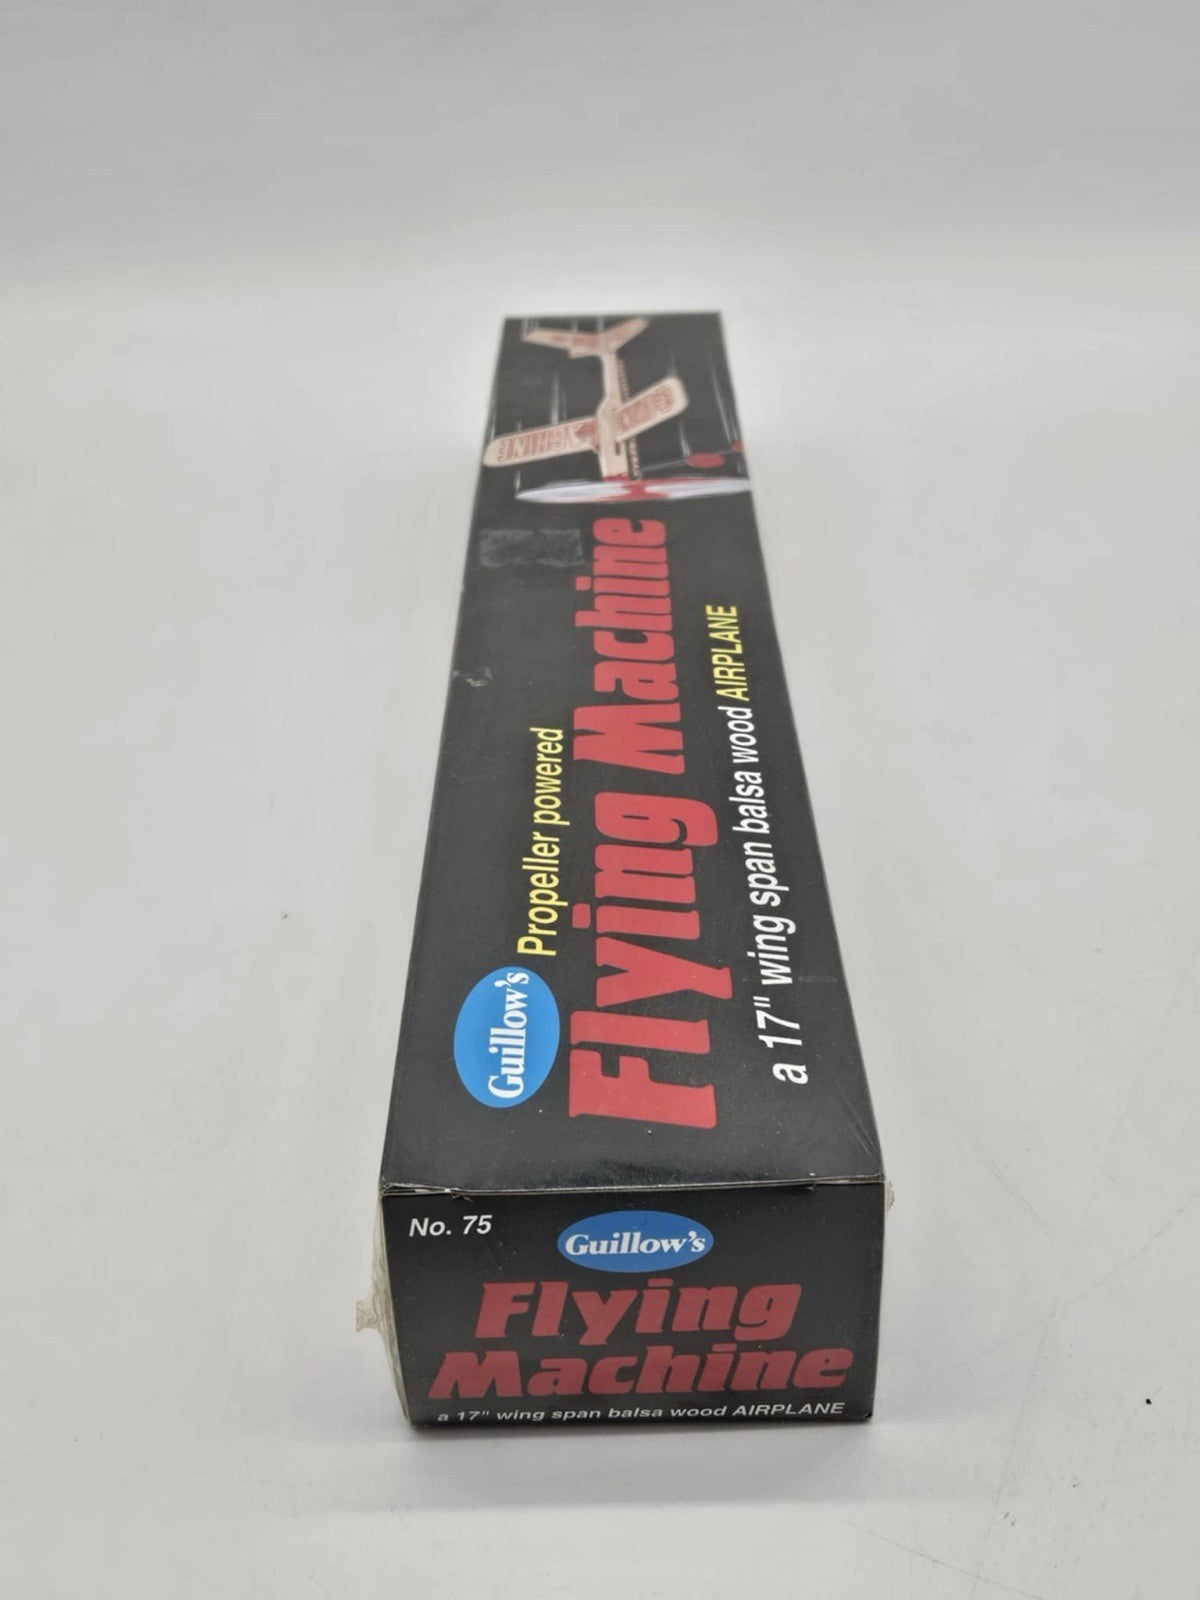 Guillow's
Propeller powered
Flying Machine
a 17" wing span balsa wood AIRPLANE
No. 75
Guillow's
Flying
Machine
a 17" wing span balsa wood AIRPLANE